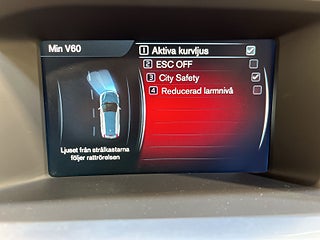 Min V60
1 Aktiva kurvljus
2 ESC OFF
3 City Safety
4 Reducerad larmnivå
Ljuset från strålkastarna
följer rattrörelsen